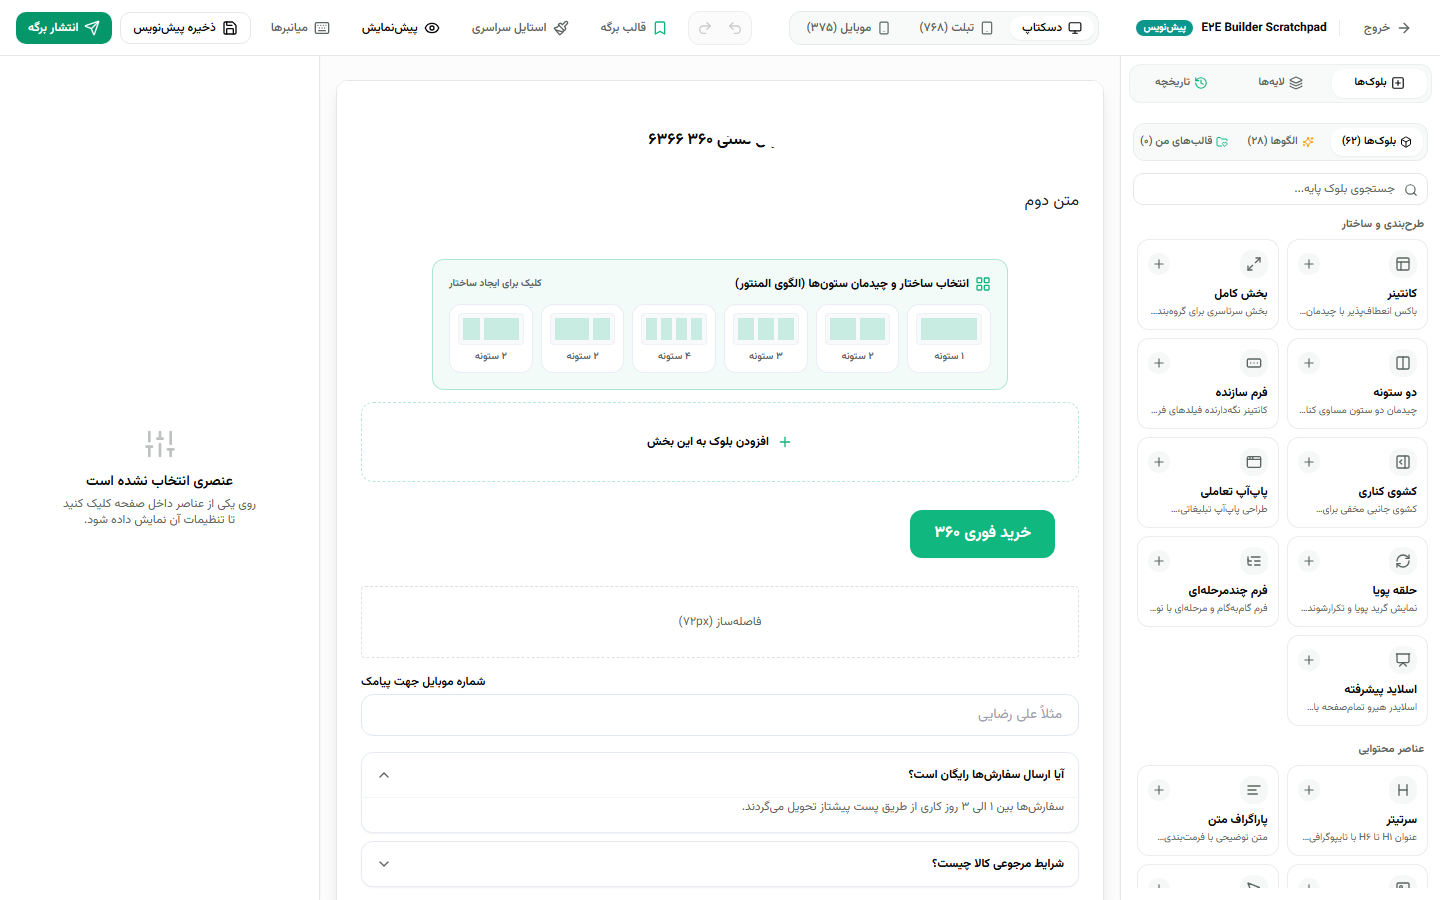 خروج
E۲E Builder Scratchpad
پیش‌نویس
دسکتاپ
تبلت (۷۶۸)
موبایل (۳۷۵)
قالب برگه
استایل سراسری
پیش‌نمایش
میانبرها
ذخیره پیش‌نویس
انتشار برگه
بلوک‌ها
لایه‌ها
تاریخچه
بلوک‌ها (۶۲)
الگوها (۲۸)
قالب‌های من (۰)
جستجوی بلوک پایه...
طرح‌بندی و ساختار
کانتینر
باکس انعطاف‌پذیر با چیدمان...
بخش کامل
بخش سرتاسری برای گروه‌بند...
دو ستونه
چیدمان دو ستون مساوی کنا...
فرم سازنده
کانتینر نگه‌دارنده فیلدهای فر...
کشوی کناری
کشوی جانبی مخفی برای...
پاپ‌آپ تعاملی
طراحی پاپ‌آپ تبلیغاتی،...
حلقه پویا
نمایش گرید پویا و تکرارشوند...
فرم چندمرحله‌ای
فرم گام‌به‌گام و مرحله‌ای با نو...
اسلاید پیشرفته
اسلایدر هیرو تمام‌صفحه با...
عناصر محتوایی
سرتیتر
عنوان H۱ تا H۶ با تایپوگرافی...
پاراگراف متن
متن توضیحی با فرمت‌بندی...
۳۶۰ ۶۳۶۶
متن دوم
انتخاب ساختار و چیدمان ستون‌ها (الگوی المنتور)
کلیک برای ایجاد ساختار
۱ ستونه
۲ ستونه
۳ ستونه
۴ ستونه
۲ ستونه
۲ ستونه
افزودن بلوک به این بخش
خرید فوری ۳۶۰
فاصله‌ساز (۷۲px)
شماره موبایل جهت پیامک
مثلاً علی رضایی
آیا ارسال سفارش‌ها رایگان است؟
سفارش‌ها بین ۱ الی ۳ روز کاری از طریق پست پیشتاز تحویل می‌گردند.
شرایط مرجوعی کالا چیست؟
عنصری انتخاب نشده است
روی یکی از عناصر داخل صفحه کلیک کنید
تا تنظیمات آن نمایش داده شود.